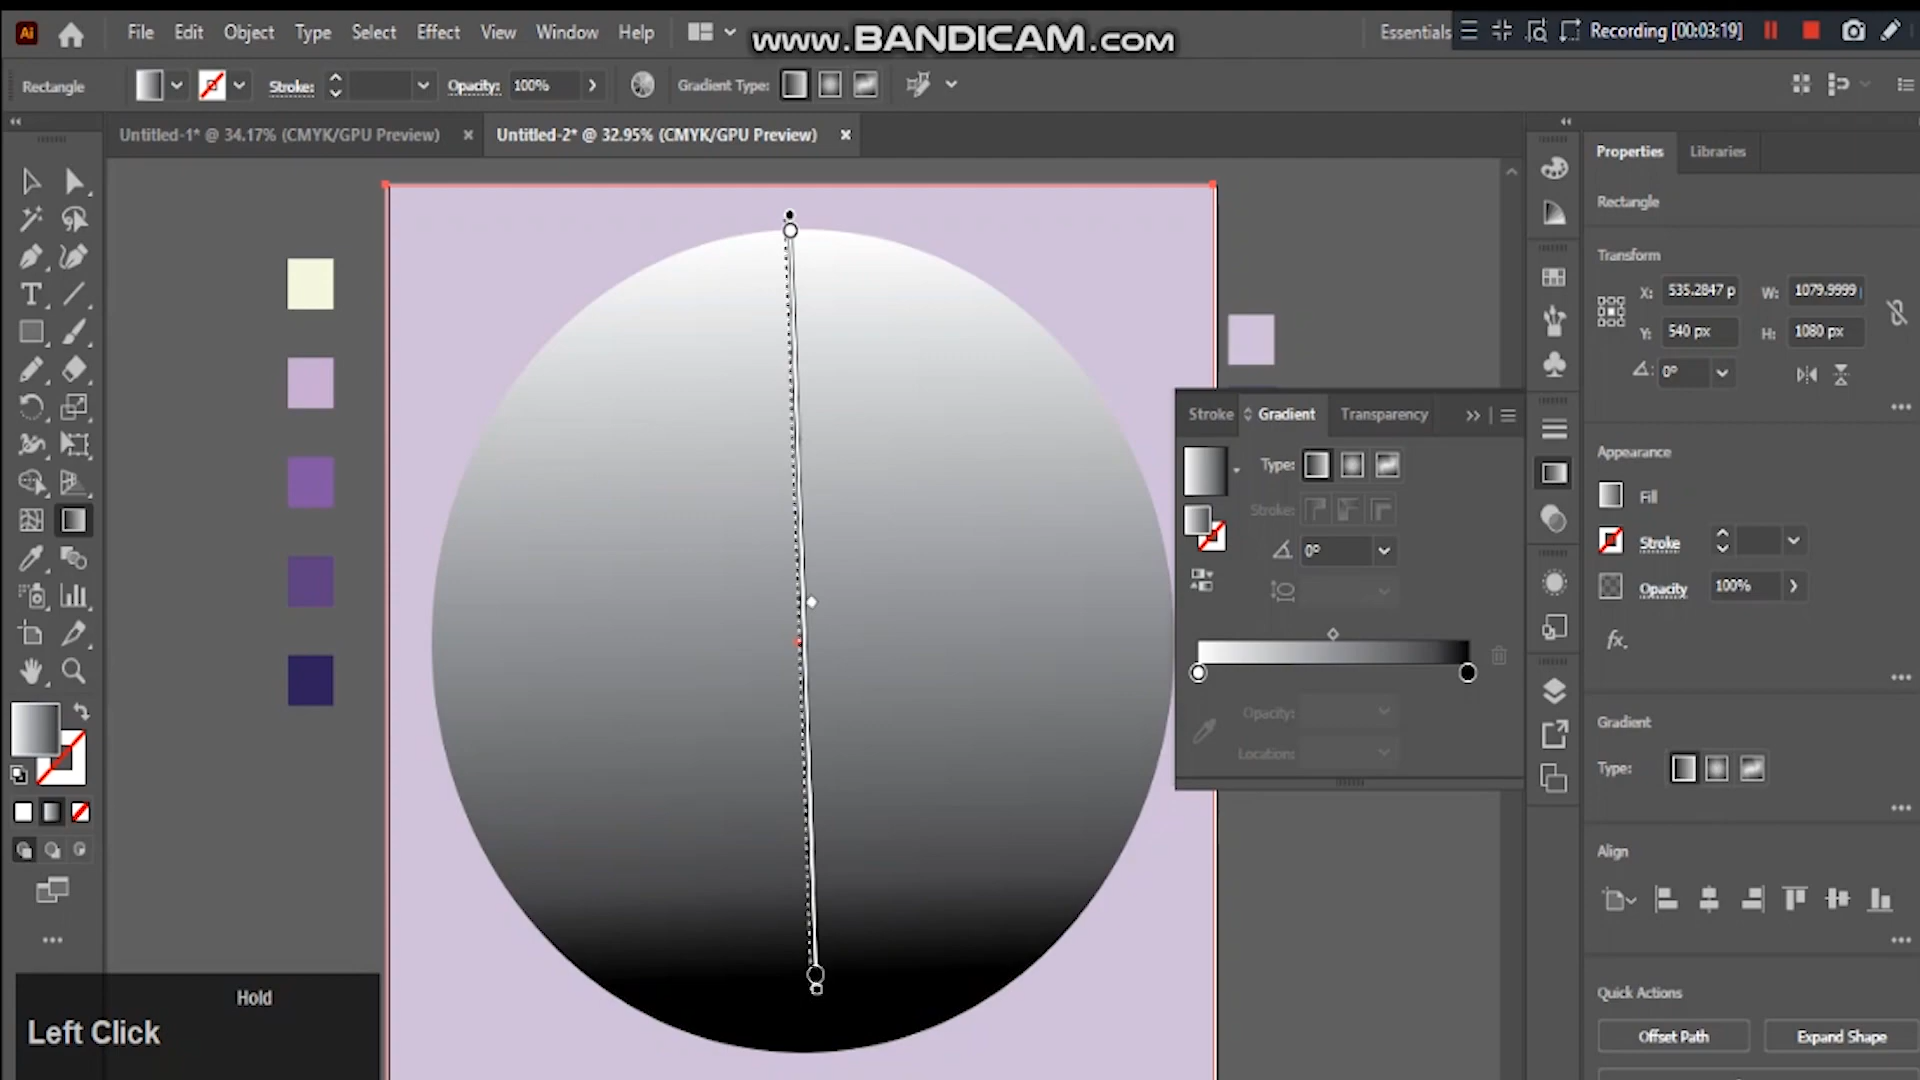 Ai File Edit Object Type Select Effect View Window Help www.BANDICAM.com Essentials Recording [00:03:19]
Rectangle Stroke: Opacity: 100% Gradient Type:
Untitled-1* @ 34.17% (CMYK/GPU Preview) × Untitled-2* @ 32.95% (CMYK/GPU Preview) ×
Properties Libraries
Rectangle
Transform
X: 535.2847 p W: 1079.9999
Y: 540 px H: 1080 px
0°
Stroke Gradient Transparency
Type:
Stroke:
0°
Opacity:
Location:
Appearance
Fill
Stroke
Opacity 100%
fx.
Gradient
Type:
Align
Quick Actions
Offset Path Expand Shape
Hold
Left Click